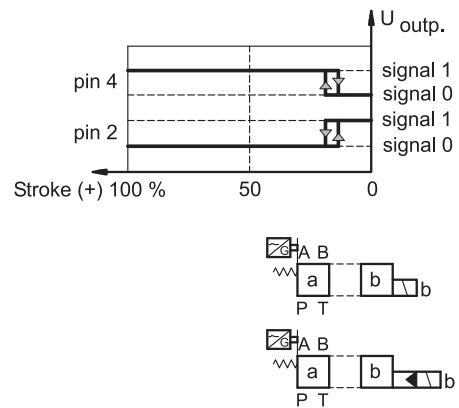 U outp.
signal 1
pin 4
signal 0
signal 1
pin 2
signal 0
Stroke (+) 100 % 50 0
G A B
a b b
P T
G A B
a b b
P T